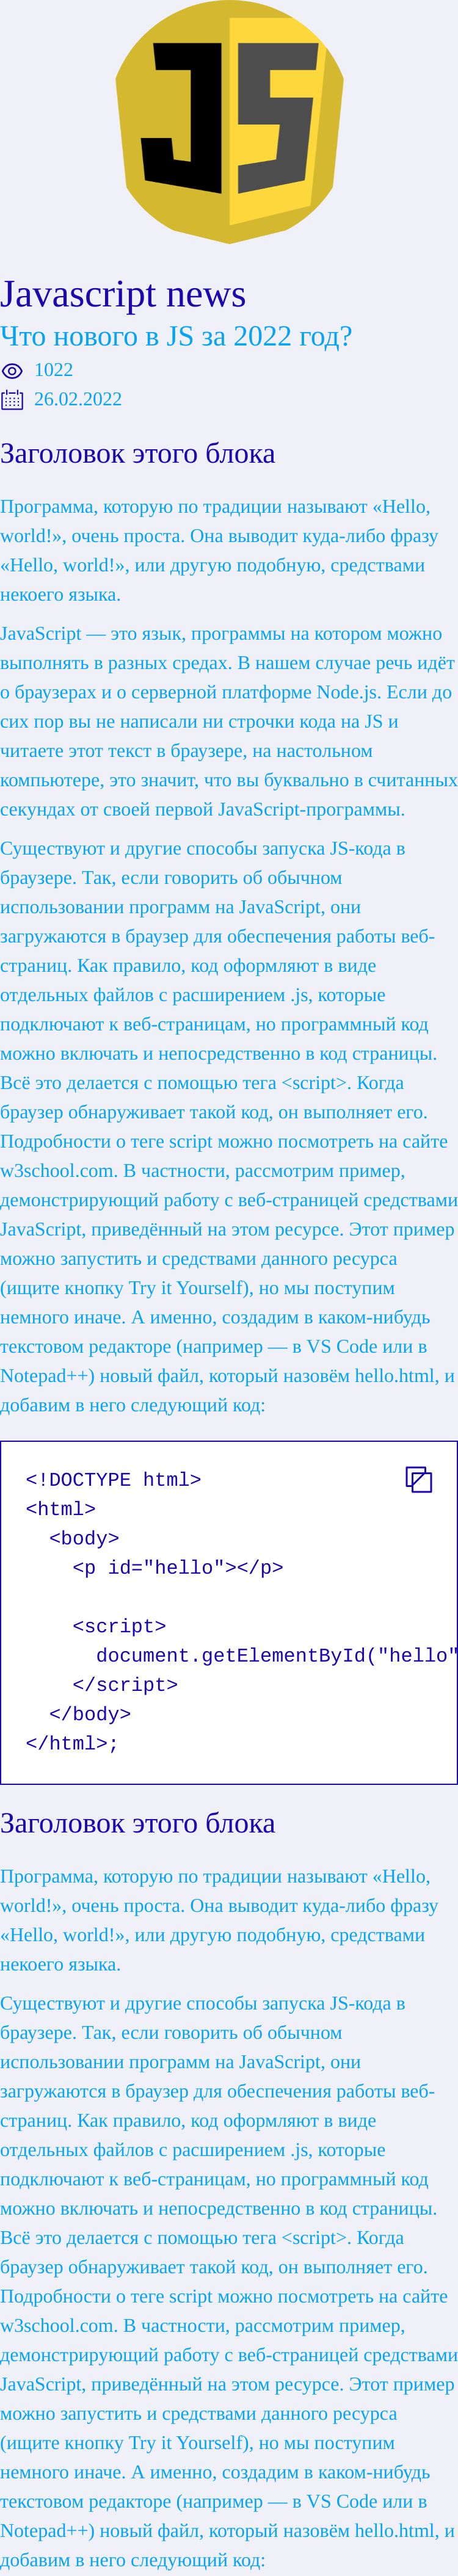 JS
Javascript news
Что нового в JS за 2022 год?
1022
26.02.2022
Заголовок этого блока
Программа, которую по традиции называют «Hello,
world!», очень проста. Она выводит куда-либо фразу
«Hello, world!», или другую подобную, средствами
некоего языка.
JavaScript — это язык, программы на котором можно
выполнять в разных средах. В нашем случае речь идёт
о браузерах и о серверной платформе Node.js. Если до
сих пор вы не написали ни строчки кода на JS и
читаете этот текст в браузере, на настольном
компьютере, это значит, что вы буквально в считанных
секундах от своей первой JavaScript-программы.
Существуют и другие способы запуска JS-кода в
браузере. Так, если говорить об обычном
использовании программ на JavaScript, они
загружаются в браузер для обеспечения работы веб-
страниц. Как правило, код оформляют в виде
отдельных файлов с расширением .js, которые
подключают к веб-страницам, но программный код
можно включать и непосредственно в код страницы.
Всё это делается с помощью тега <script>. Когда
браузер обнаруживает такой код, он выполняет его.
Подробности о теге script можно посмотреть на сайте
w3school.com. В частности, рассмотрим пример,
демонстрирующий работу с веб-страницей средствами
JavaScript, приведённый на этом ресурсе. Этот пример
можно запустить и средствами данного ресурса
(ищите кнопку Try it Yourself), но мы поступим
немного иначе. А именно, создадим в каком-нибудь
текстовом редакторе (например — в VS Code или в
Notepad++) новый файл, который назовём hello.html, и
добавим в него следующий код:
<!DOCTYPE html>
<html>
  <body>
    <p id="hello"></p>
    <script>
      document.getElementById("hello"
    </script>
  </body>
</html>;
Заголовок этого блока
Программа, которую по традиции называют «Hello,
world!», очень проста. Она выводит куда-либо фразу
«Hello, world!», или другую подобную, средствами
некоего языка.
Существуют и другие способы запуска JS-кода в
браузере. Так, если говорить об обычном
использовании программ на JavaScript, они
загружаются в браузер для обеспечения работы веб-
страниц. Как правило, код оформляют в виде
отдельных файлов с расширением .js, которые
подключают к веб-страницам, но программный код
можно включать и непосредственно в код страницы.
Всё это делается с помощью тега <script>. Когда
браузер обнаруживает такой код, он выполняет его.
Подробности о теге script можно посмотреть на сайте
w3school.com. В частности, рассмотрим пример,
демонстрирующий работу с веб-страницей средствами
JavaScript, приведённый на этом ресурсе. Этот пример
можно запустить и средствами данного ресурса
(ищите кнопку Try it Yourself), но мы поступим
немного иначе. А именно, создадим в каком-нибудь
текстовом редакторе (например — в VS Code или в
Notepad++) новый файл, который назовём hello.html, и
добавим в него следующий код: